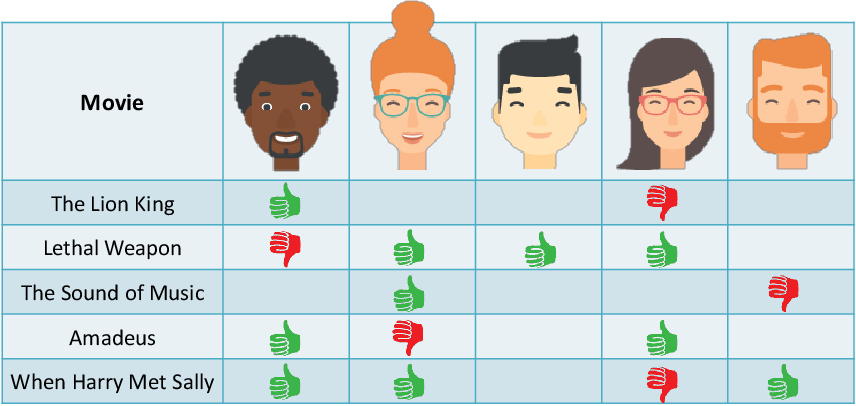 Movie
The Lion King
Lethal Weapon
The Sound of Music
Amadeus
When Harry Met Sally